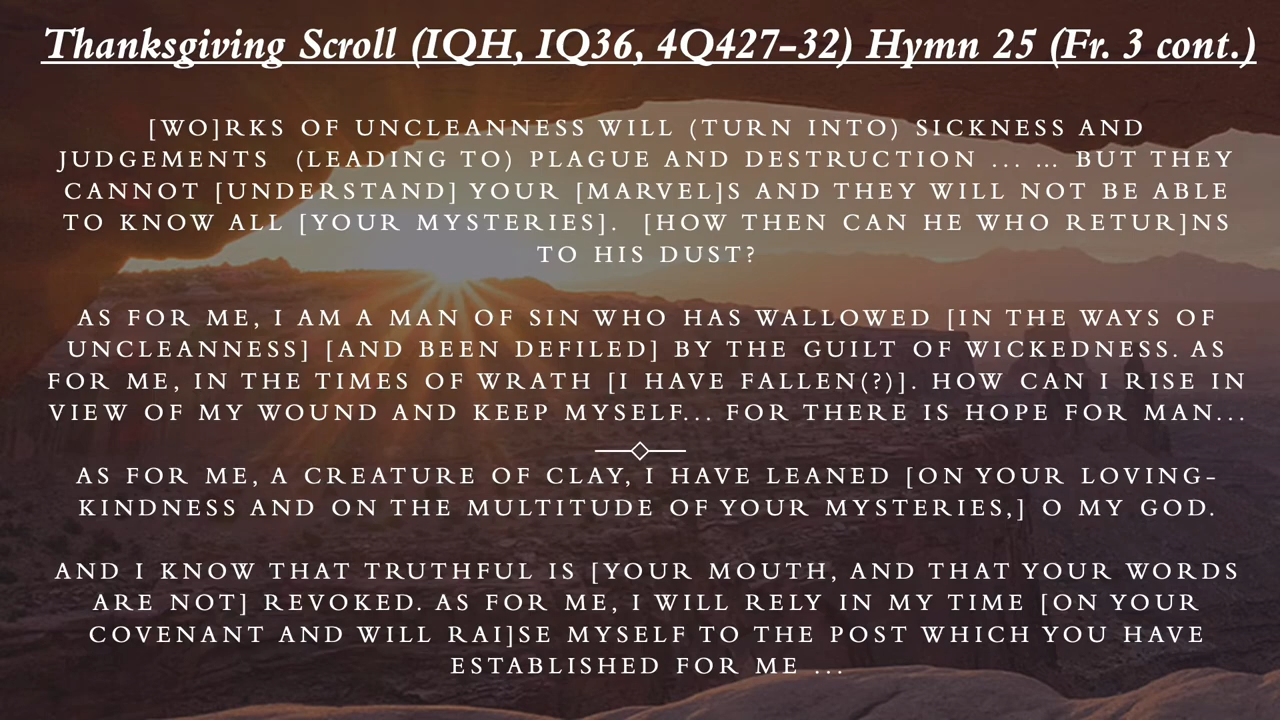 Thanksgiving Scroll (IQH, IQ36, 4Q427-32) Hymn 25 (Fr. 3 cont.)
[WO]RKS OF UNCLEANNESS WILL (TURN INTO) SICKNESS AND
JUDGEMENTS (LEADING TO) PLAGUE AND DESTRUCTION ... ... BUT THEY
CANNOT [UNDERSTAND] YOUR [MARVEL]S AND THEY WILL NOT BE ABLE
TO KNOW ALL [YOUR MYSTERIES]. [HOW THEN CAN HE WHO RETUR]NS
TO HIS DUST?
AS FOR ME, I AM A MAN OF SIN WHO HAS WALLOWED [IN THE WAYS OF
UNCLEANNESS] [AND BEEN DEFILED] BY THE GUILT OF WICKEDNESS. AS
FOR ME, IN THE TIMES OF WRATH [I HAVE FALLEN(?)]. HOW CAN I RISE IN
VIEW OF MY WOUND AND KEEP MYSELF... FOR THERE IS HOPE FOR MAN...
AS FOR ME, A CREATURE OF CLAY, I HAVE LEANED [ON YOUR LOVING-
KINDNESS AND ON THE MULTITUDE OF YOUR MYSTERIES,] O MY GOD.
AND I KNOW THAT TRUTHFUL IS [YOUR MOUTH, AND THAT YOUR WORDS
ARE NOT] REVOKED. AS FOR ME, I WILL RELY IN MY TIME [ON YOUR
COVENANT AND WILL RAI]SE MYSELF TO THE POST WHICH YOU HAVE
ESTABLISHED FOR ME ...